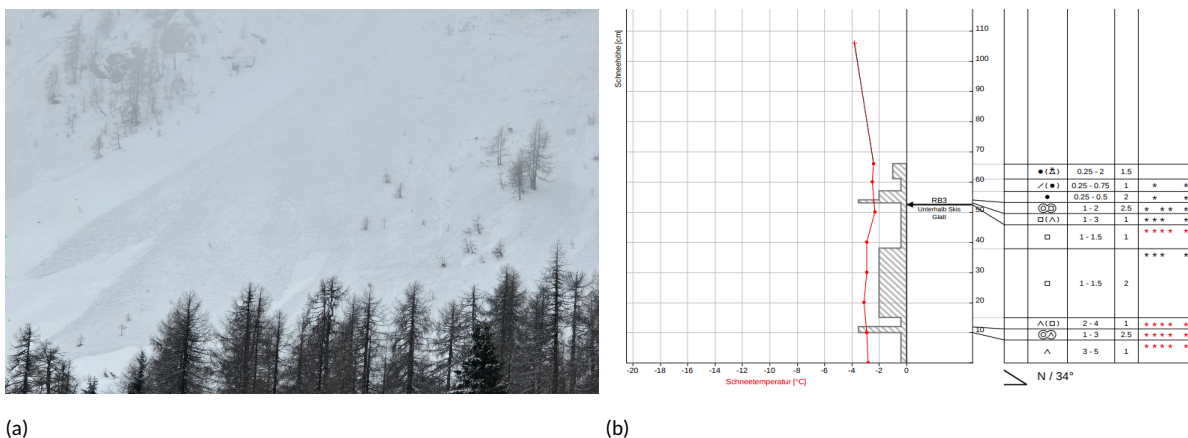 Schneehöhe [cm]
110
100
90
80
70
60
50
40
30
20
10
RB3
Unterhalb Skis
Glatt
0.25 - 2 1.5
0.25 - 0.75 1 * *
0.25 - 0.5 2 * *
1 - 2 2.5 * ** *
1 - 3 1 *** *
1 - 1.5 1 **** *
1 - 1.5 2 *** *
2 - 4 1 **** *
1 - 3 2.5 **** *
3 - 5 1 **** *
-20 -18 -16 -14 -12 -10 -8 -6 -4 -2 0
Schneetemperatur [°C]
N / 34°
(a) (b)